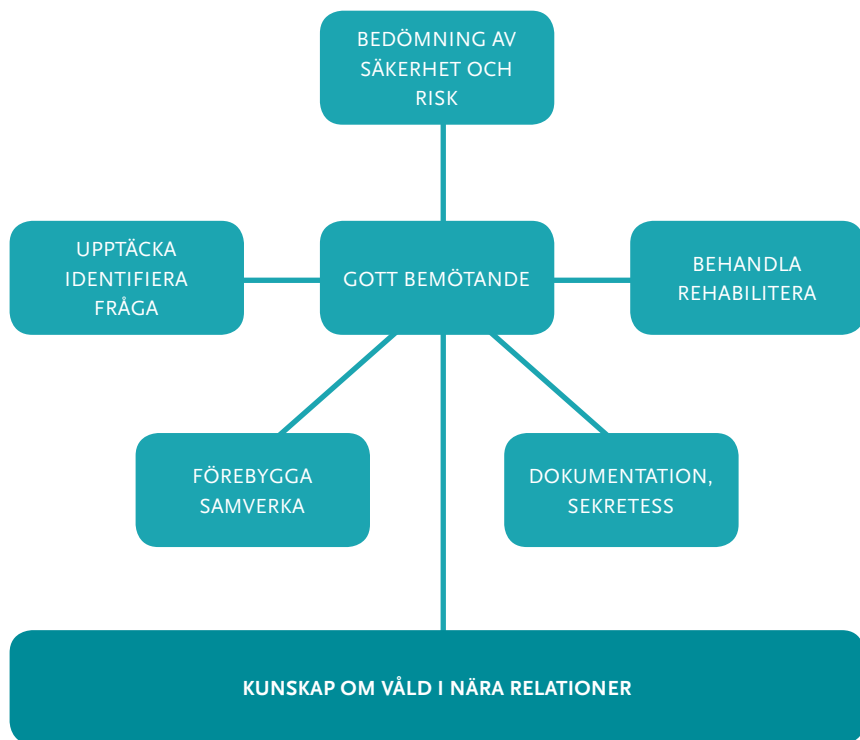 BEDÖMNING AV
SÄKERHET OCH
RISK
UPPTÄCKA
IDENTIFIERA
FRÅGA
GOTT BEMÖTANDE
BEHANDLA
REHABILITERA
FÖREBYGGA
SAMVERKA
DOKUMENTATION,
SEKRETESS
KUNSKAP OM VÅLD I NÄRA RELATIONER